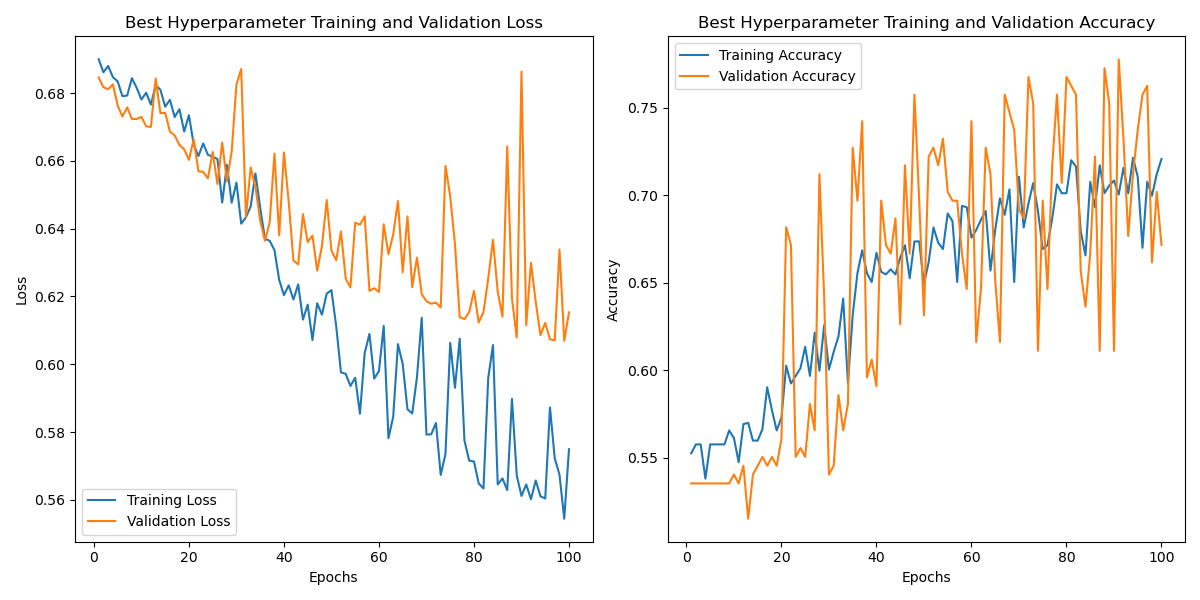 Best Hyperparameter Training and Validation Loss
Loss
0.68
0.66
0.64
0.62
0.60
0.58
0.56
Training Loss
Validation Loss
0
20
40
60
80
100
Epochs
Best Hyperparameter Training and Validation Accuracy
Accuracy
Training Accuracy
Validation Accuracy
0.75
0.70
0.65
0.60
0.55
0
20
40
60
80
100
Epochs